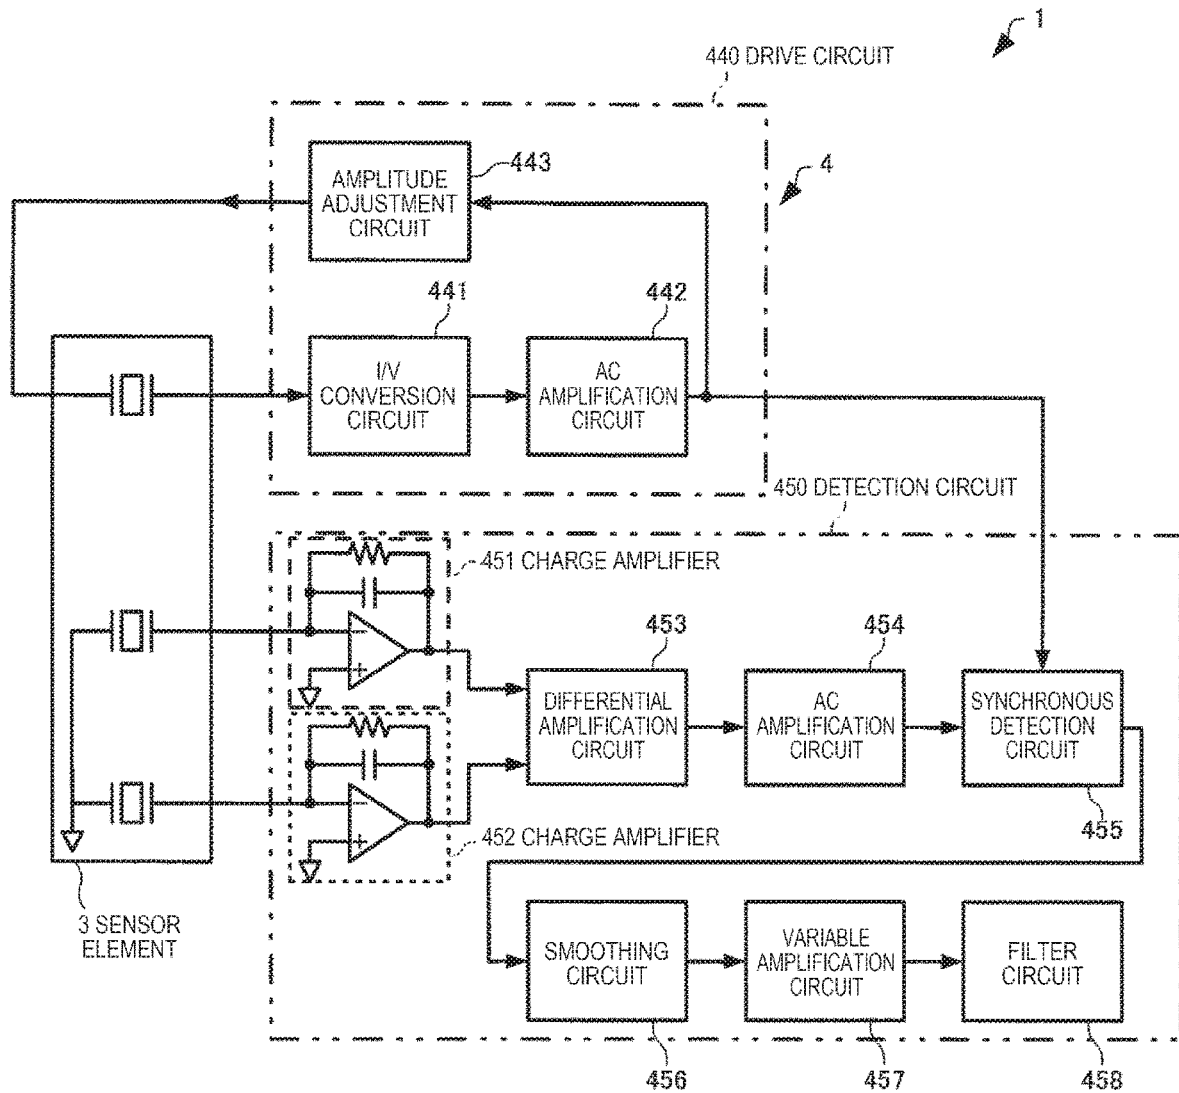 1
440 DRIVE CIRCUIT
4
443
AMPLITUDE
ADJUSTMENT
CIRCUIT
441
442
I/V
CONVERSION
CIRCUIT
AC
AMPLIFICATION
CIRCUIT
450 DETECTION CIRCUIT
451 CHARGE AMPLIFIER
−
+
453
454
DIFFERENTIAL
AMPLIFICATION
CIRCUIT
AC
AMPLIFICATION
CIRCUIT
SYNCHRONOUS
DETECTION
CIRCUIT
455
−
+
452 CHARGE AMPLIFIER
3 SENSOR
ELEMENT
SMOOTHING
CIRCUIT
VARIABLE
AMPLIFICATION
CIRCUIT
FILTER
CIRCUIT
456
457
458